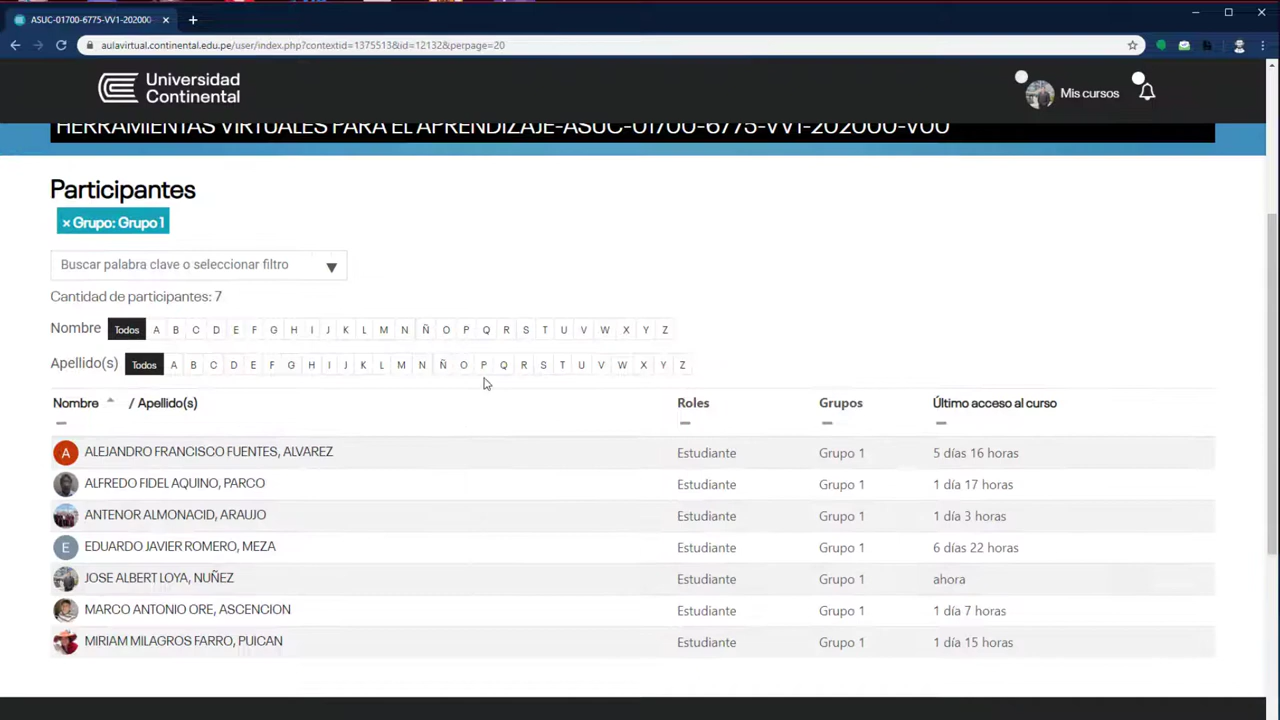 ASUC-01700-6775-VV1-202000
aulavirtual.continental.edu.pe/user/index.php?contextid=1375513&id=12132&perpage=20
Universidad
Continental
Mis cursos
HERRAMIENTAS VIRTUALES PARA EL APRENDIZAJE-ASUC-01700-6775-VV1-202000-V00
Participantes
× Grupo: Grupo 1
Buscar palabra clave o seleccionar filtro ▼
Cantidad de participantes: 7
Nombre Todos A B C D E F G H I J K L M N Ñ O P Q R S T U V W X Y Z
Apellido(s) Todos A B C D E F G H I J K L M N Ñ O P Q R S T U V W X Y Z
Nombre / Apellido(s) Roles Grupos Último acceso al curso
A ALEJANDRO FRANCISCO FUENTES, ALVAREZ Estudiante Grupo 1 5 días 16 horas
ALFREDO FIDEL AQUINO, PARCO Estudiante Grupo 1 1 día 17 horas
ANTENOR ALMONACID, ARAUJO Estudiante Grupo 1 1 día 3 horas
E EDUARDO JAVIER ROMERO, MEZA Estudiante Grupo 1 6 días 22 horas
JOSE ALBERT LOYA, NUÑEZ Estudiante Grupo 1 ahora
MARCO ANTONIO ORE, ASCENCION Estudiante Grupo 1 1 día 7 horas
MIRIAM MILAGROS FARRO, PUICAN Estudiante Grupo 1 1 día 15 horas